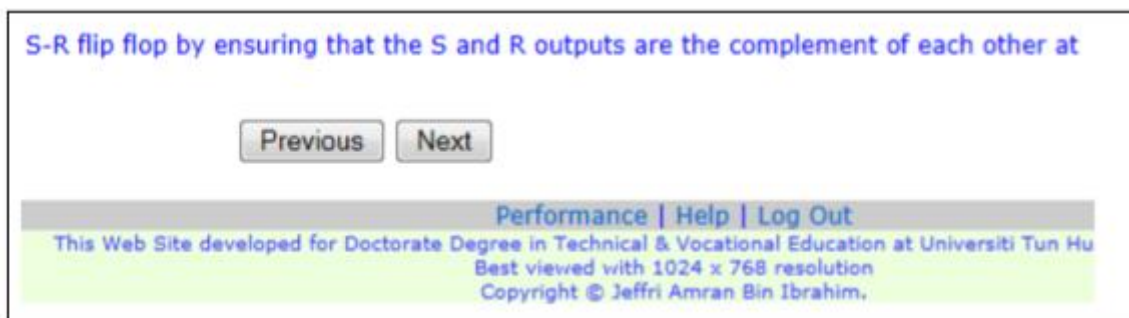 S-R flip flop by ensuring that the S and R outputs are the complement of each other at
Previous Next
Performance | Help | Log Out
This Web Site developed for Doctorate Degree in Technical & Vocational Education at Universiti Tun Hu
Best viewed with 1024 x 768 resolution
Copyright © Jeffri Amran Bin Ibrahim.